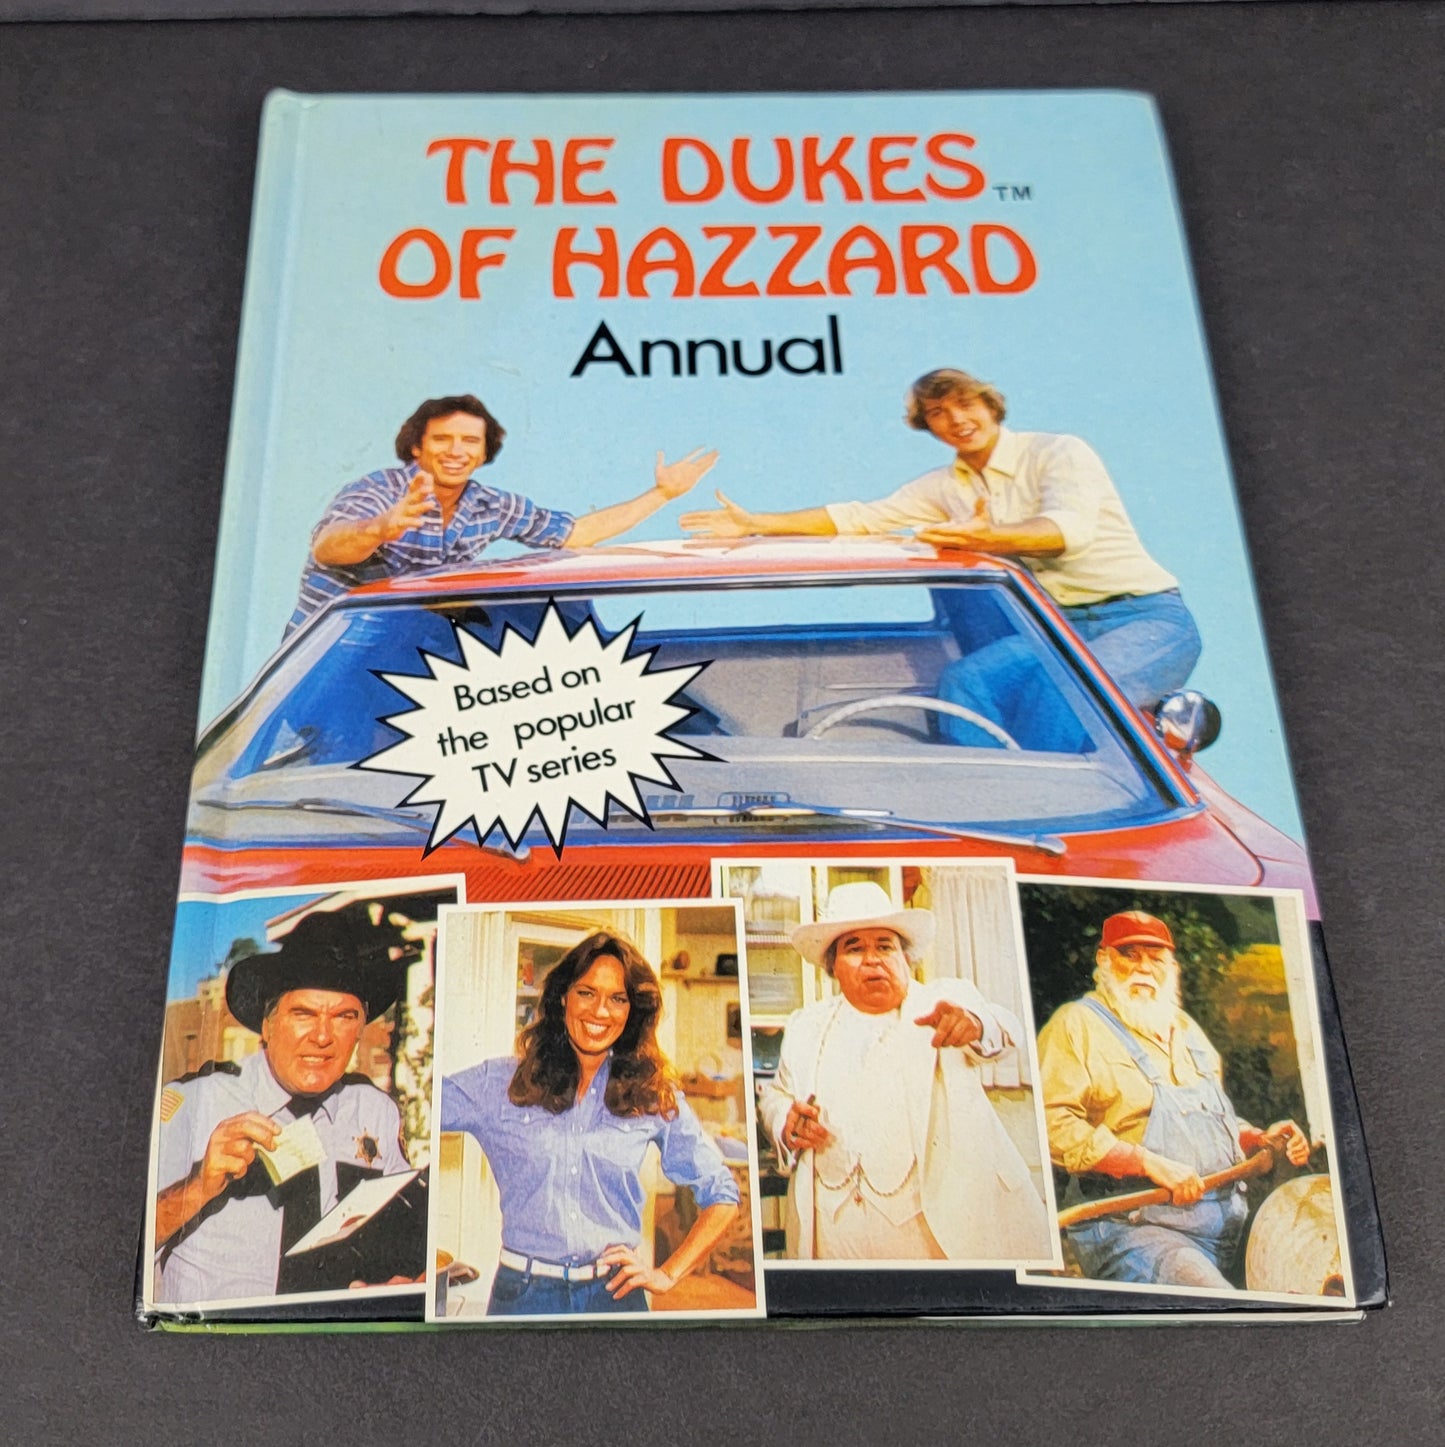 THE DUKES™
OF HAZZARD
Annual
Based on
the popular
TV series